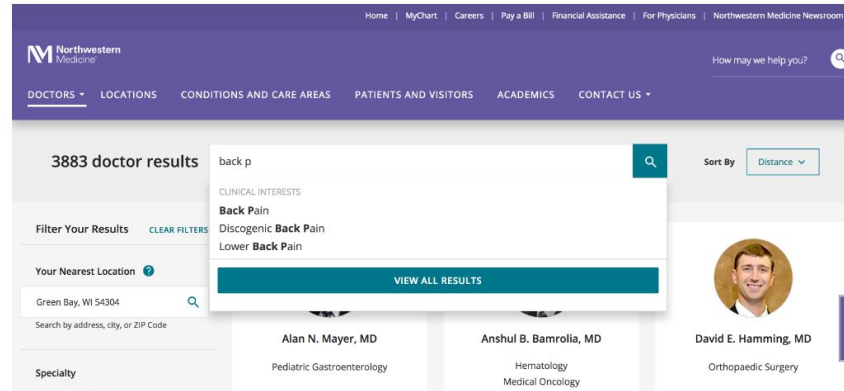 Home | MyChart | Careers | Pay a Bill | Financial Assistance | For Physicians | Northwestern Medicine Newsroom
Northwestern
Medicine
How may we help you?
DOCTORS LOCATIONS CONDITIONS AND CARE AREAS PATIENTS AND VISITORS ACADEMICS CONTACT US
3883 doctor results
back p
Sort By
Distance
CLINICAL INTERESTS
Back Pain
Discogenic Back Pain
Lower Back Pain
VIEW ALL RESULTS
Filter Your Results CLEAR FILTERS
Your Nearest Location ?
Green Bay, WI 54304
Search by address, city, or ZIP Code
Specialty
Alan N. Mayer, MD
Pediatric Gastroenterology
Anshul B. Bamrolia, MD
Hematology
Medical Oncology
David E. Hamming, MD
Orthopaedic Surgery